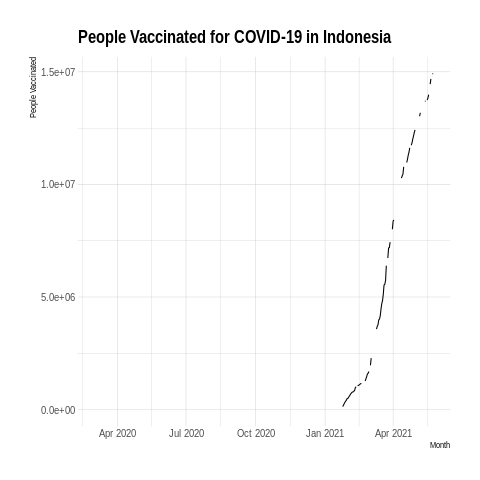 People Vaccinated for COVID-19 in Indonesia
People Vaccinated
1.5e+07
1.0e+07
5.0e+06
0.0e+00
Apr 2020 Jul 2020 Oct 2020 Jan 2021 Apr 2021
Month